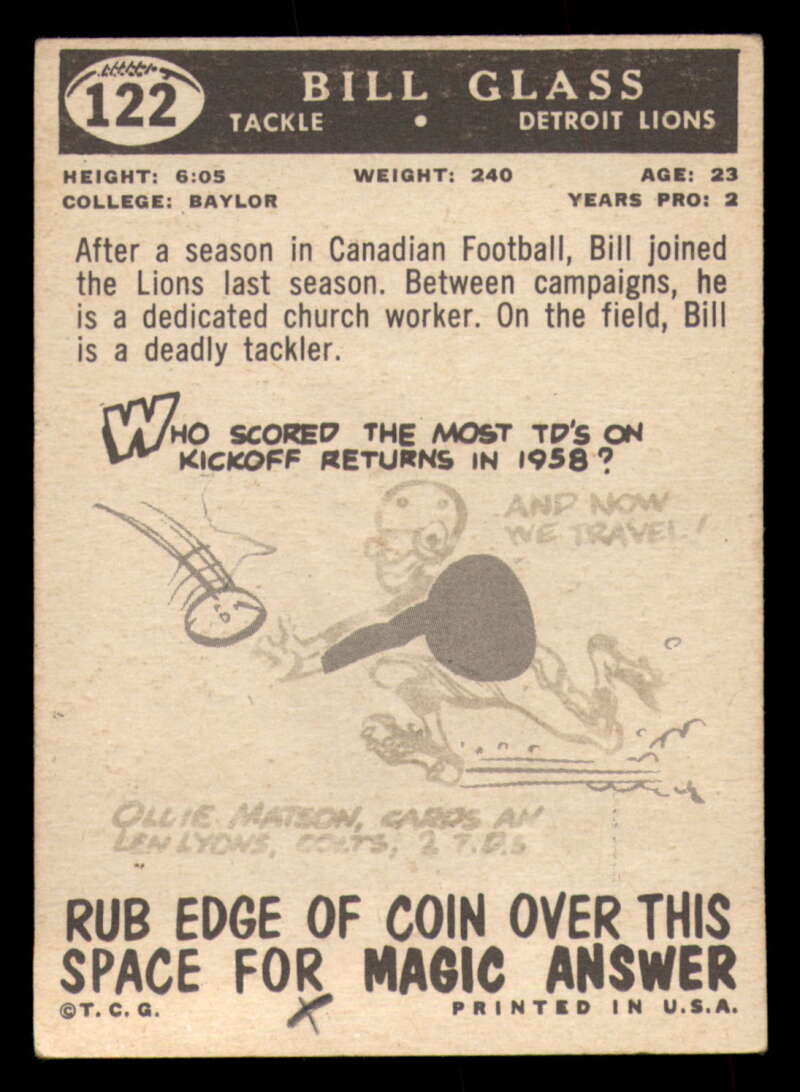 122
BILL GLASS
TACKLE • DETROIT LIONS
HEIGHT: 6:05 WEIGHT: 240 AGE: 23
COLLEGE: BAYLOR YEARS PRO: 2
After a season in Canadian Football, Bill joined
the Lions last season. Between campaigns, he
is a dedicated church worker. On the field, Bill
is a deadly tackler.
WHO SCORED THE MOST TD'S ON
KICKOFF RETURNS IN 1958?
AND NOW
WE TRAVEL!
OLLIE MATSON, CARDS AN
LEN LYONS, COLTS, 2 T.D.s
RUB EDGE OF COIN OVER THIS
SPACE FOR MAGIC ANSWER
©T.C.G. X PRINTED IN U.S.A.